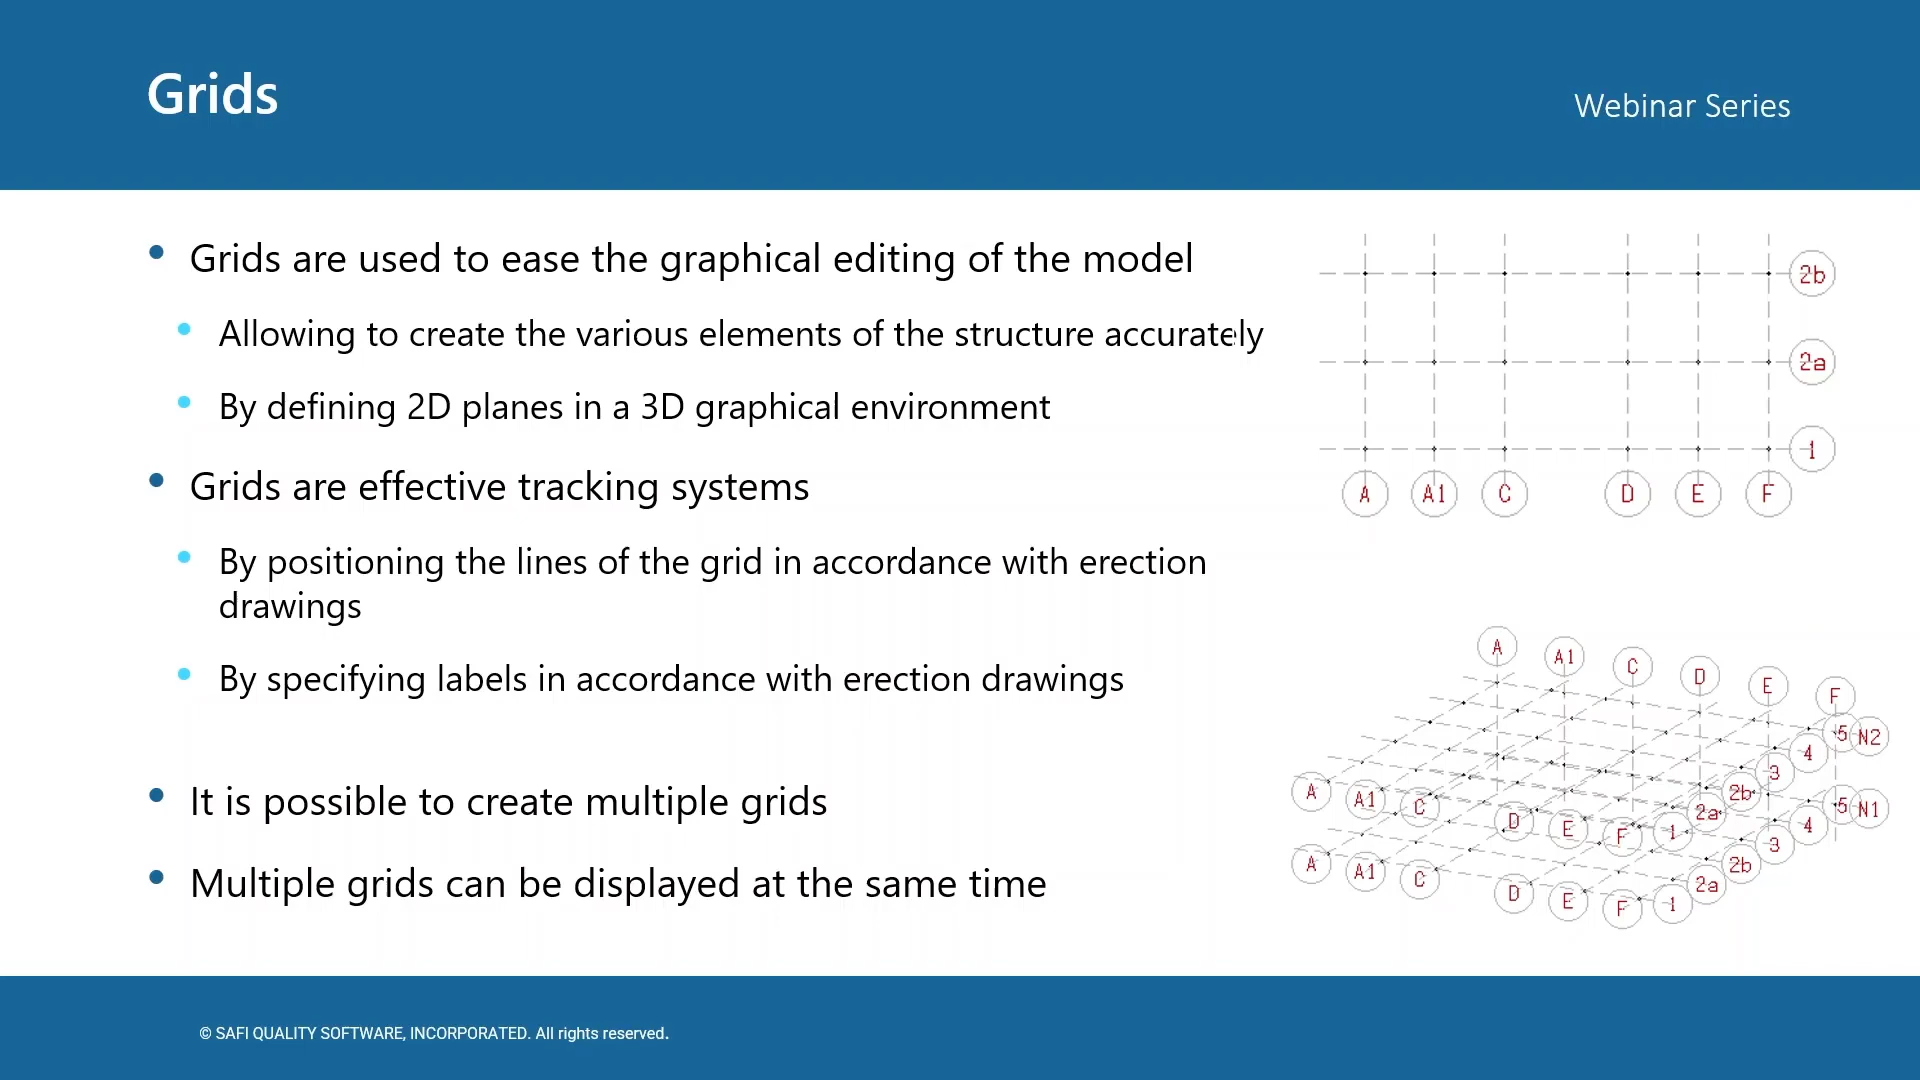 Grids
Webinar Series
Grids are used to ease the graphical editing of the model
Allowing to create the various elements of the structure accurately
By defining 2D planes in a 3D graphical environment
Grids are effective tracking systems
By positioning the lines of the grid in accordance with erection
drawings
By specifying labels in accordance with erection drawings
It is possible to create multiple grids
Multiple grids can be displayed at the same time
2b
2a
1
A A1 C D E F
A A1 C D E F
5 N2
4
3
2b
2a
A A1 C D E F 1
5 N1
4
3
2b
2a
A A1 C D E F 1
© SAFI QUALITY SOFTWARE, INCORPORATED. All rights reserved.